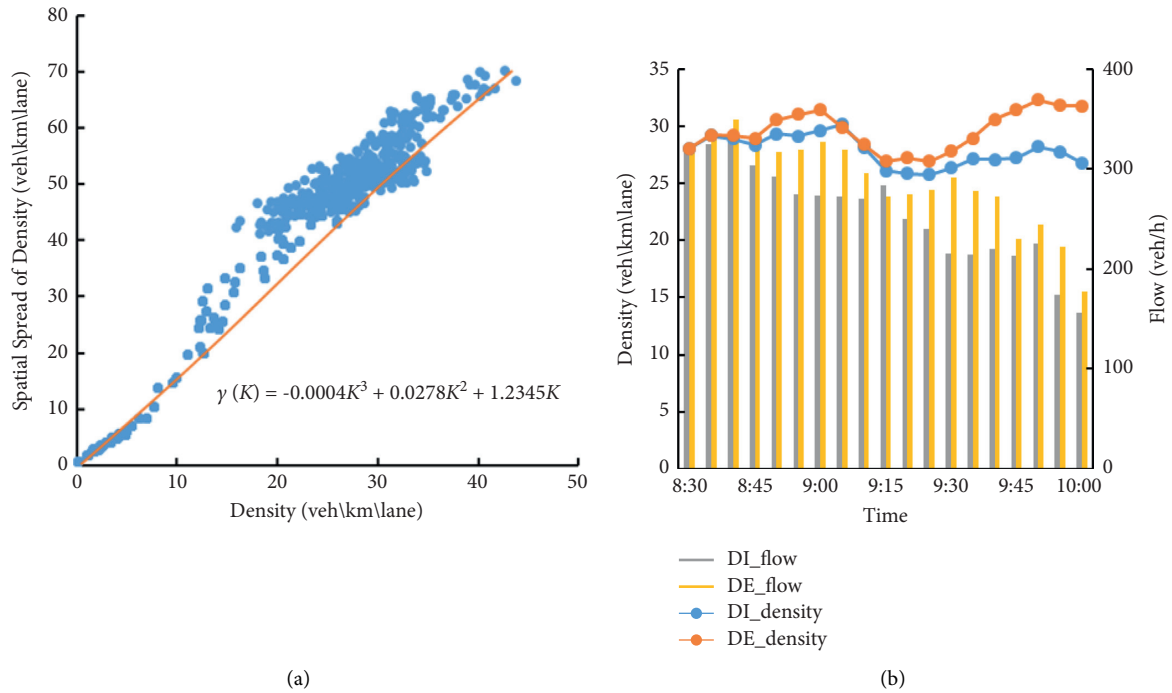 80
70
60
50
40
30
20
10
0
Spatial Spread of Density (veh\km\lane)
γ (K) = -0.0004K³ + 0.0278K² + 1.2345K
0 10 20 30 40 50
Density (veh\km\lane)
(a)
35
30
25
20
15
10
5
0
Density (veh\km\lane)
400
300
200
100
0
Flow (veh/h)
8:30 8:45 9:00 9:15 9:30 9:45 10:00
Time
DI_flow
DE_flow
DI_density
DE_density
(b)